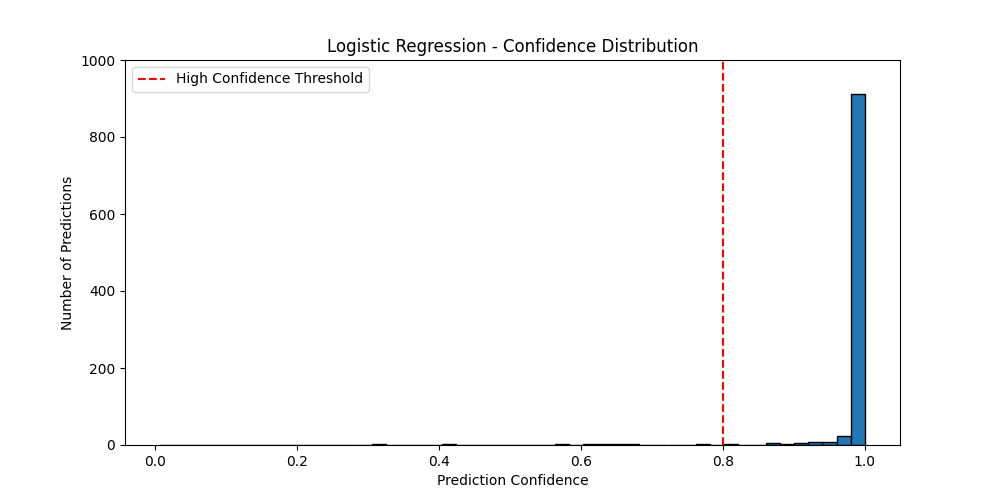 Logistic Regression - Confidence Distribution
High Confidence Threshold
Number of Predictions
1000
800
600
400
200
0
0.0 0.2 0.4 0.6 0.8 1.0
Prediction Confidence